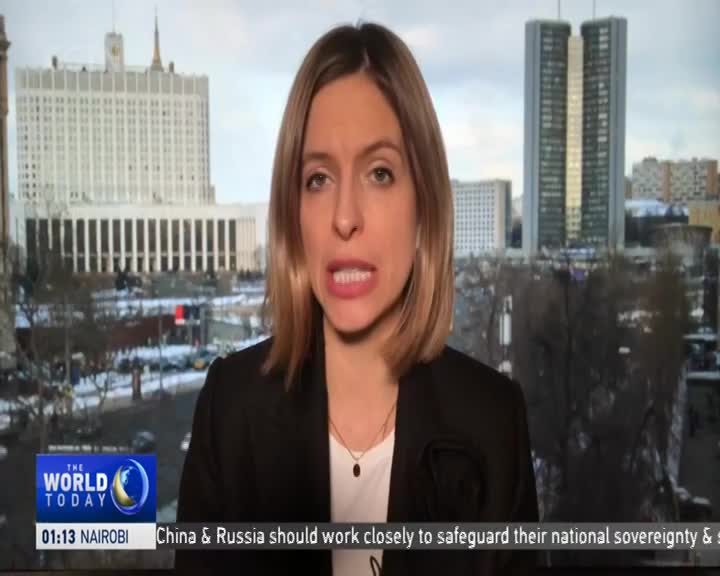 THE
WORLD
TODAY
01:13 NAIROBI
China & Russia should work closely to safeguard their national sovereignty & s